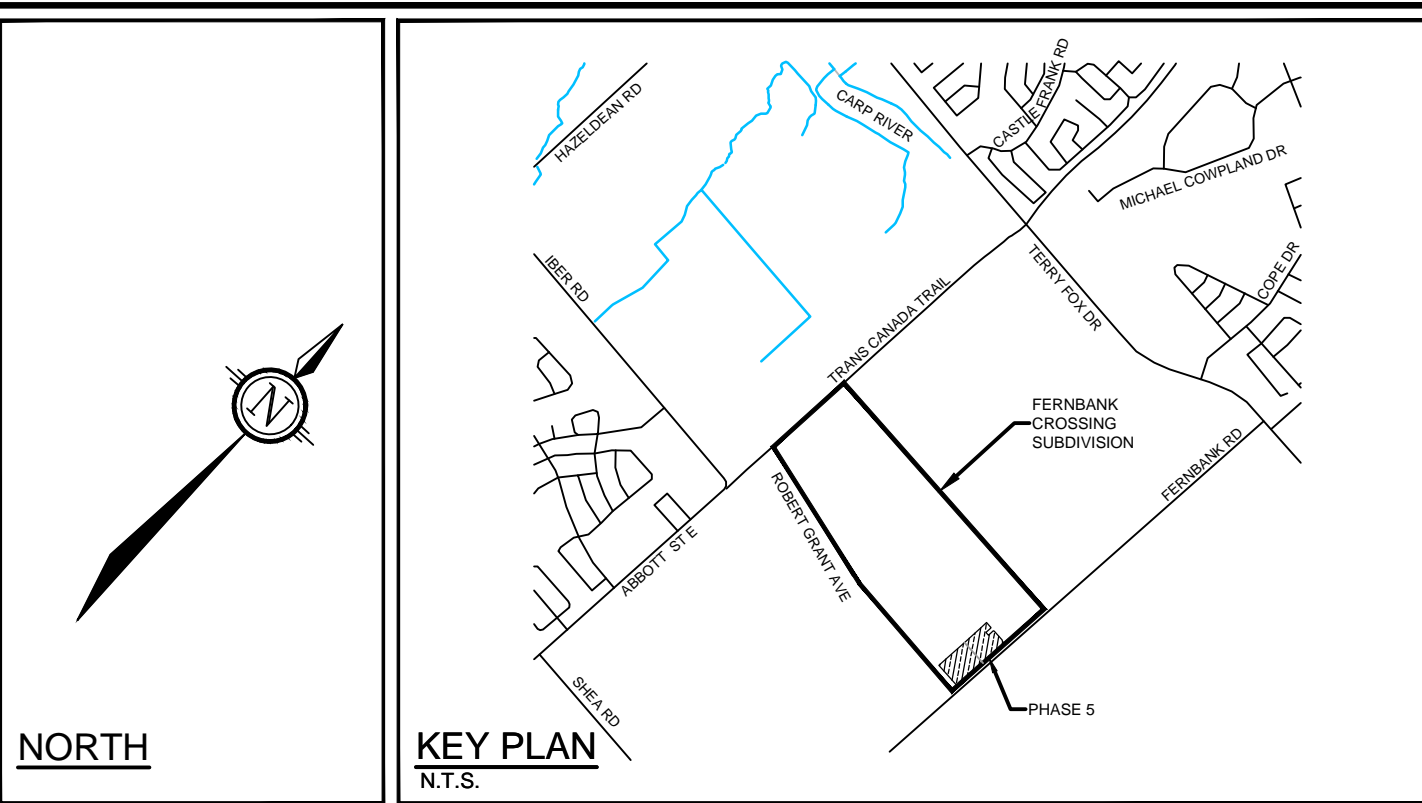 N
NORTH
HAZELDEAN RD
CARP RIVER
CASTLE FRANK RD
MICHAEL COWPLAND DR
IBER RD
TERRY FOX DR
COPE DR
TRANS CANADA TRAIL
FERNBANK
CROSSING
SUBDIVISION
FERNBANK RD
ROBERT GRANT AVE
ABBOTT ST E
SHEA RD
PHASE 5
KEY PLAN
N.T.S.